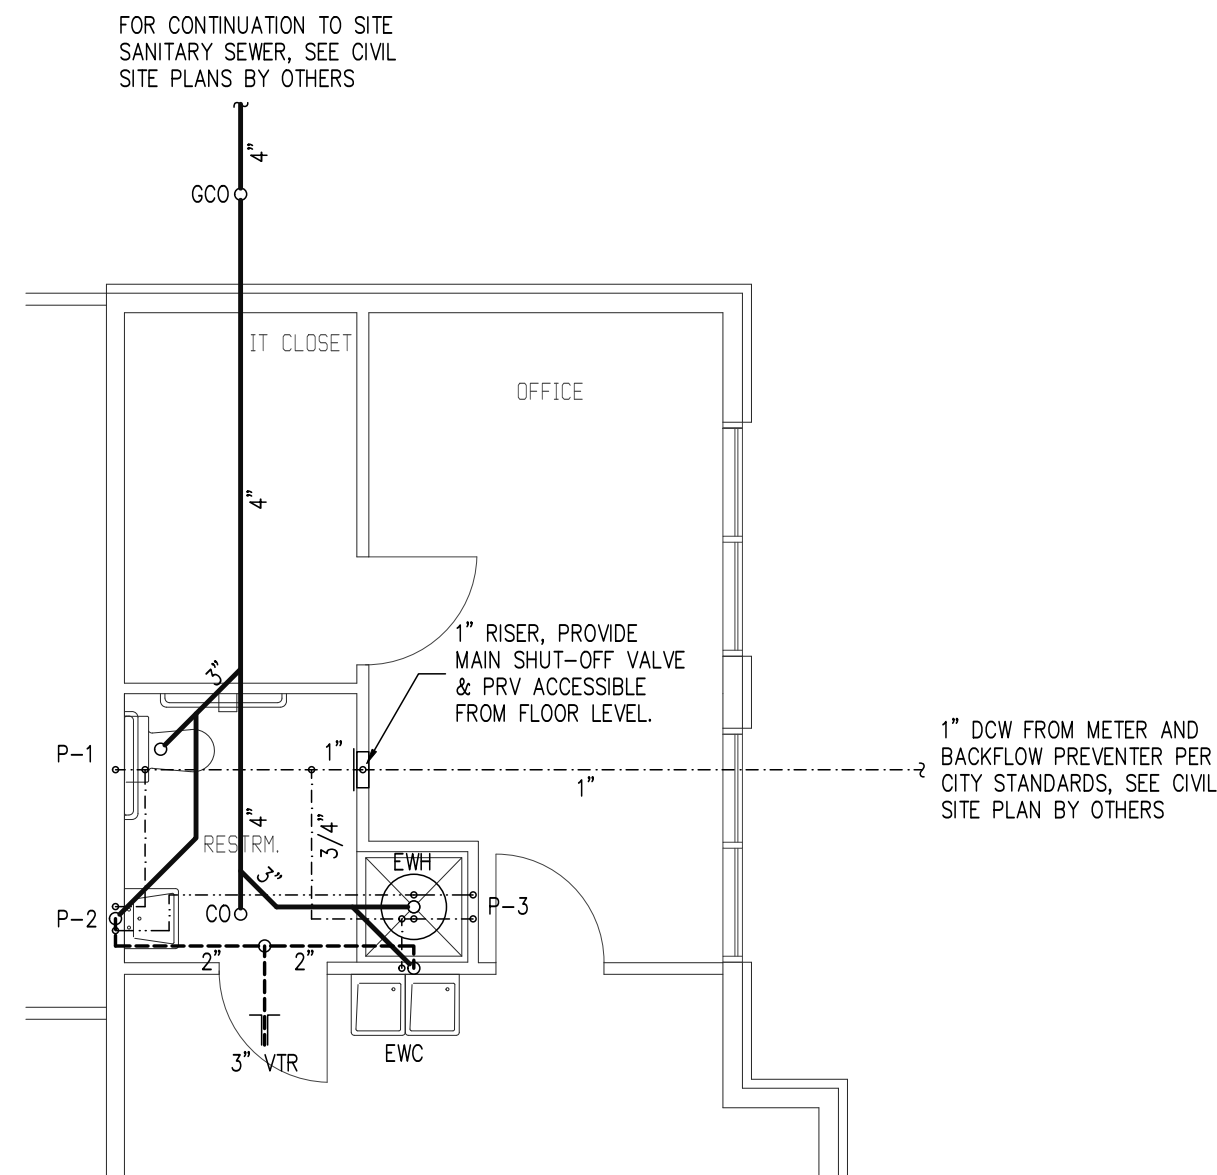 FOR CONTINUATION TO SITE
SANITARY SEWER, SEE CIVIL
SITE PLANS BY OTHERS
4"
GCO
IT CLOSET
OFFICE
4"
1" RISER, PROVIDE
MAIN SHUT-OFF VALVE
& PRV ACCESSIBLE
FROM FLOOR LEVEL.
3"
P-1
1"
1"
1" DCW FROM METER AND
BACKFLOW PREVENTER PER
CITY STANDARDS, SEE CIVIL
SITE PLAN BY OTHERS
4"
3/4"
RESTRM.
EWH
3"
P-2
CO
P-3
2"
2"
3" VTR
EWC